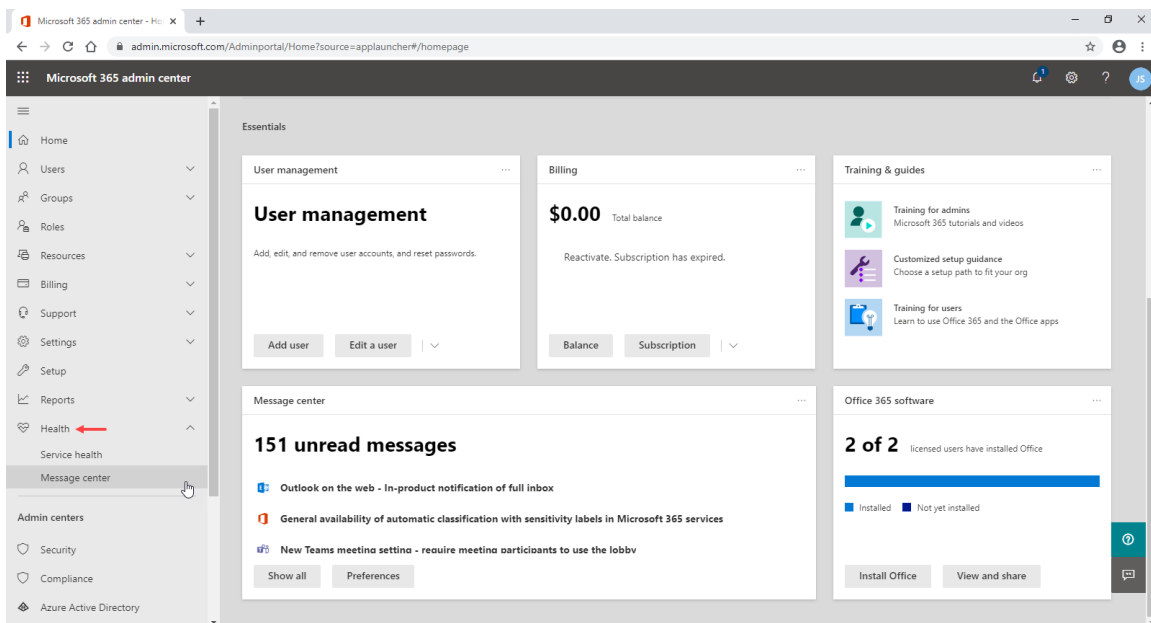 Microsoft 365 admin center - Ho
admin.microsoft.com/Adminportal/Home?source=applauncher#/homepage
Microsoft 365 admin center
1
?
JS
Home
Users
Groups
Roles
Resources
Billing
Support
Settings
Setup
Reports
Health
Service health
Message center
Admin centers
Security
Compliance
Azure Active Directory
Essentials
User management
User management
Add, edit, and remove user accounts, and reset passwords.
Add user
Edit a user
Billing
$0.00 Total balance
Reactivate. Subscription has expired.
Balance
Subscription
Training & guides
Training for admins
Microsoft 365 tutorials and videos
Customized setup guidance
Choose a setup path to fit your org
Training for users
Learn to use Office 365 and the Office apps
Message center
151 unread messages
Outlook on the web - In-product notification of full inbox
General availability of automatic classification with sensitivity labels in Microsoft 365 services
New Teams meeting setting - require meeting participants to use the lobby
Show all
Preferences
Office 365 software
2 of 2 licensed users have installed Office
Installed
Not yet installed
Install Office
View and share